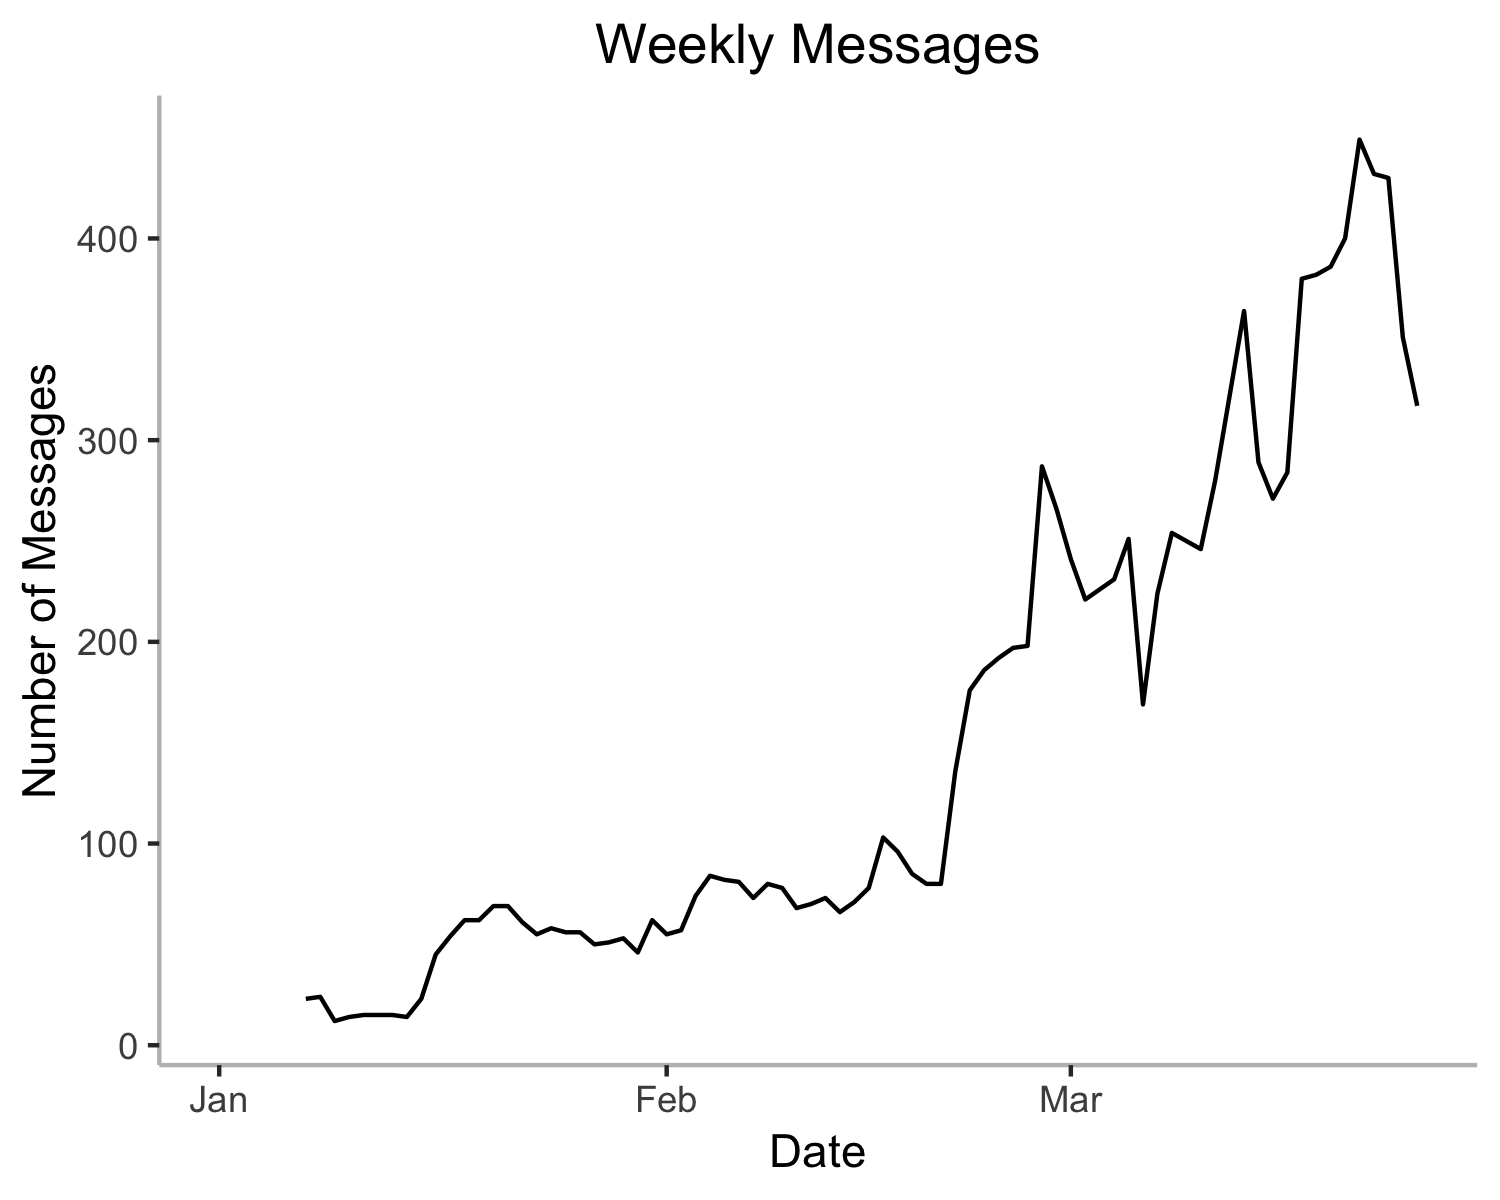 Weekly Messages
Number of Messages
400
300
200
100
0
Jan Feb Mar
Date